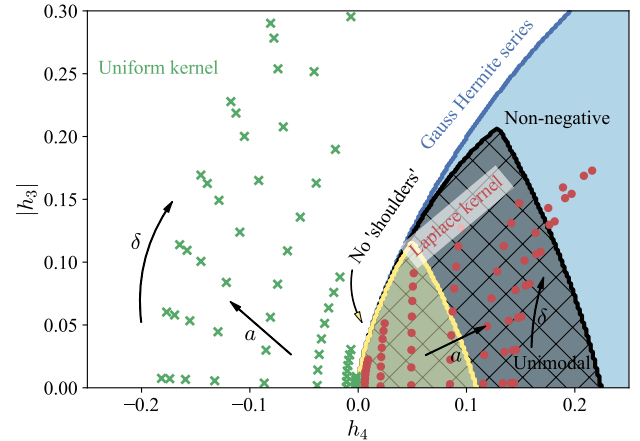 0.30
0.25
0.20
0.15
0.10
0.05
0.00
|h₃|
−0.2
−0.1
0.0
0.1
0.2
h₄
Uniform kernel
Gauss Hermite series
Non-negative
No 'shoulders'
Laplace kernel
Unimodal
δ
a
a
δ